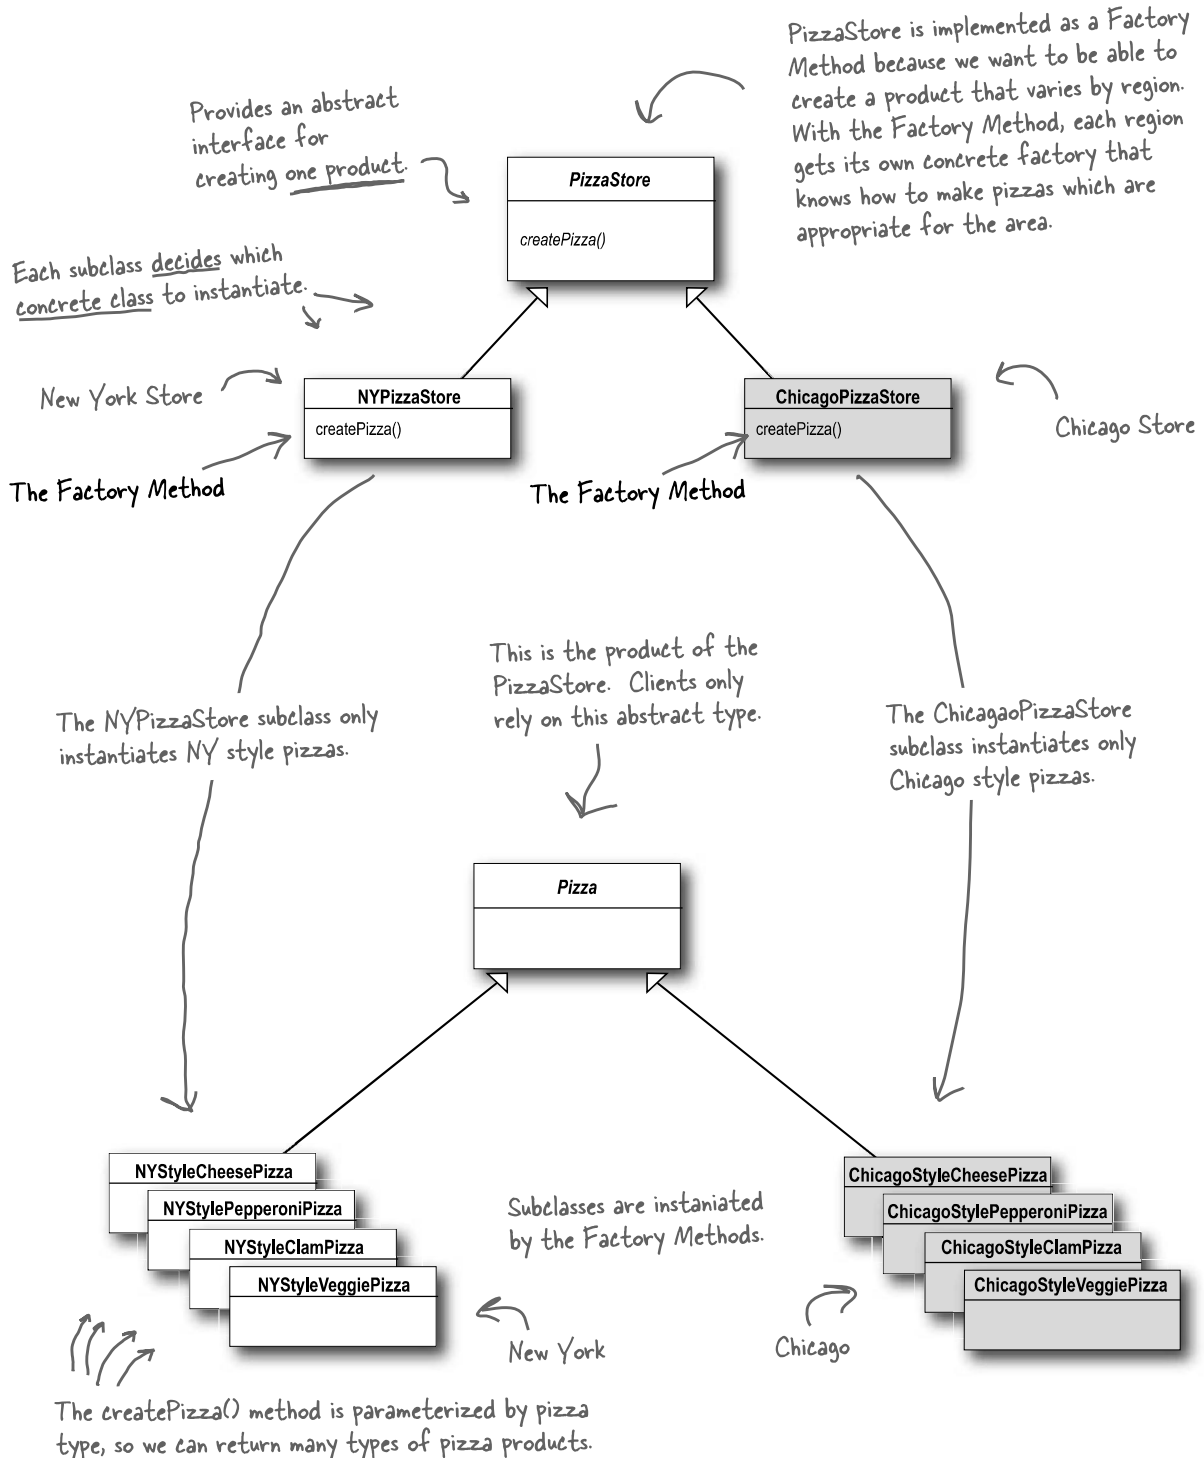 PizzaStore is implemented as a Factory
Method because we want to be able to
create a product that varies by region.
With the Factory Method, each region
gets its own concrete factory that
knows how to make pizzas which are
appropriate for the area.
Provides an abstract
interface for
creating one product.
PizzaStore
createPizza()
Each subclass decides which
concrete class to instantiate.
New York Store
NYPizzaStore
createPizza()
ChicagoPizzaStore
createPizza()
Chicago Store
The Factory Method
The Factory Method
This is the product of the
PizzaStore. Clients only
rely on this abstract type.
The NYPizzaStore subclass only
instantiates NY style pizzas.
The ChicagaoPizzaStore
subclass instantiates only
Chicago style pizzas.
Pizza
NYStyleCheesePizza
NYStylePepperoniPizza
NYStyleClamPizza
NYStyleVeggiePizza
Subclasses are instaniated
by the Factory Methods.
ChicagoStyleCheesePizza
ChicagoStylePepperoniPizza
ChicagoStyleClamPizza
ChicagoStyleVeggiePizza
New York
Chicago
The createPizza() method is parameterized by pizza
type, so we can return many types of pizza products.